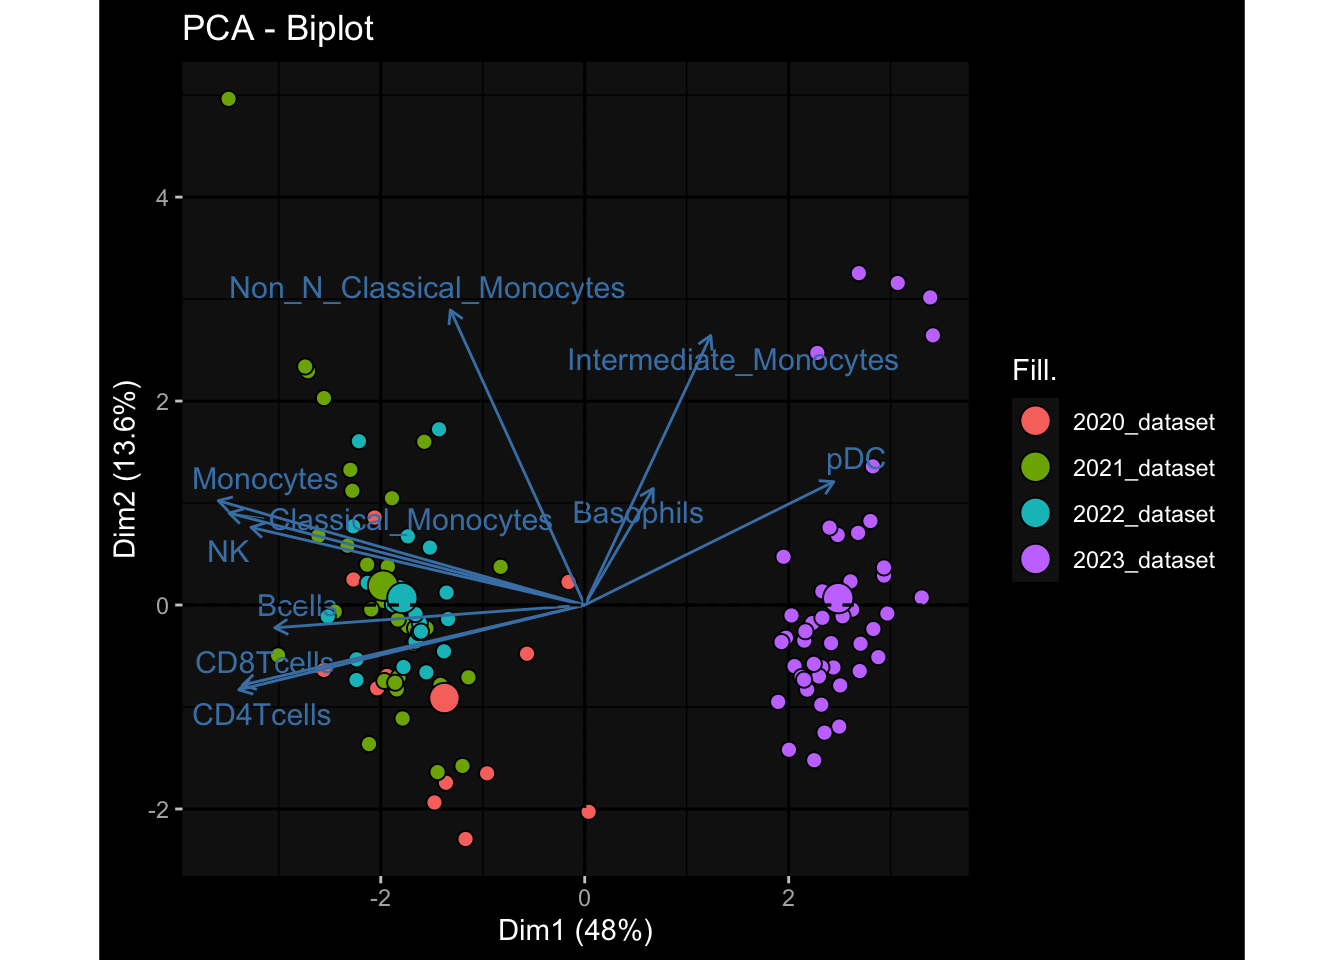 PCA - Biplot
Dim2 (13.6%)
4
2
0
-2
Non_N_Classical_Monocytes
Intermediate_Monocytes
pDC
Monocytes
Classical_Monocytes
Basophils
NK
Bcells
CD8Tcells
CD4Tcells
-2
0
2
Dim1 (48%)
Fill.
2020_dataset
2021_dataset
2022_dataset
2023_dataset